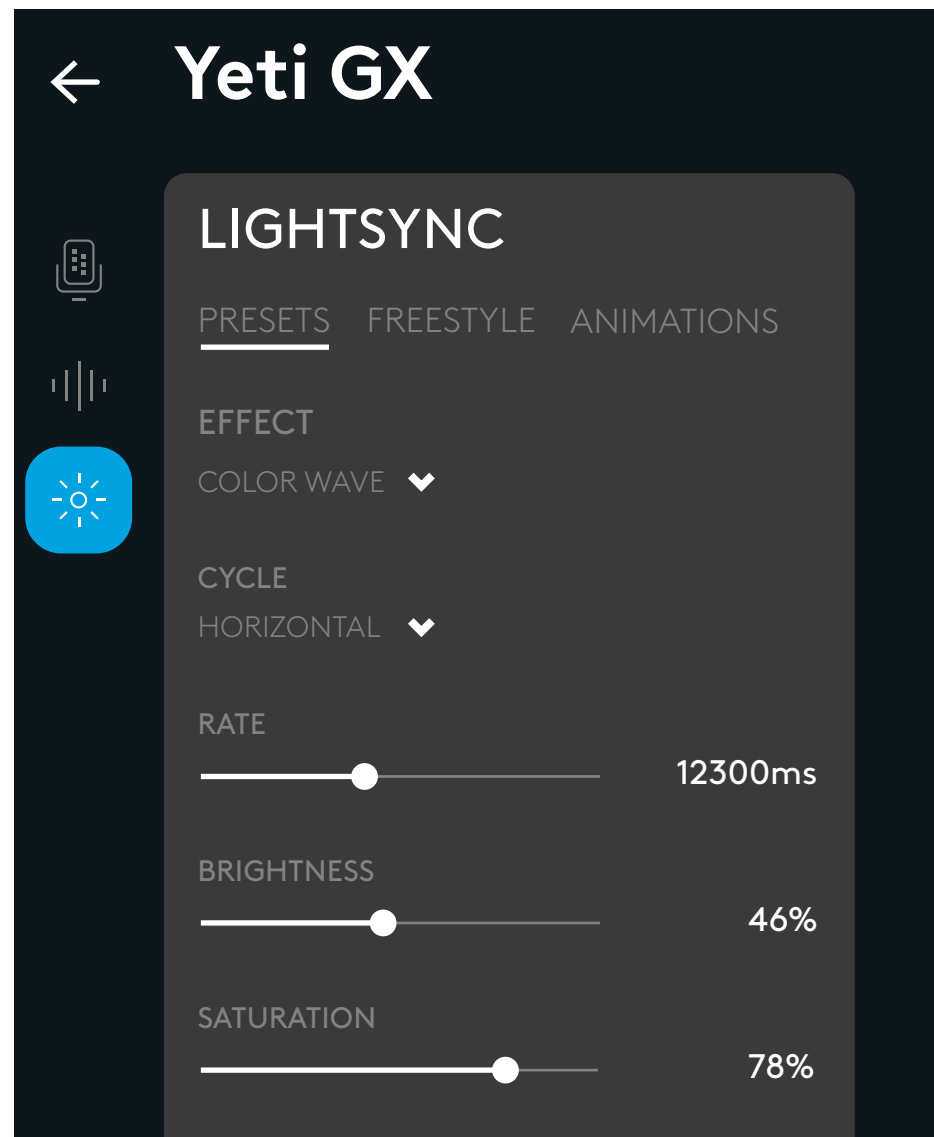 Yeti GX
LIGHTSYNC
PRESETS FREESTYLE ANIMATIONS
EFFECT
COLOR WAVE
CYCLE
HORIZONTAL
RATE
12300ms
BRIGHTNESS
46%
SATURATION
78%